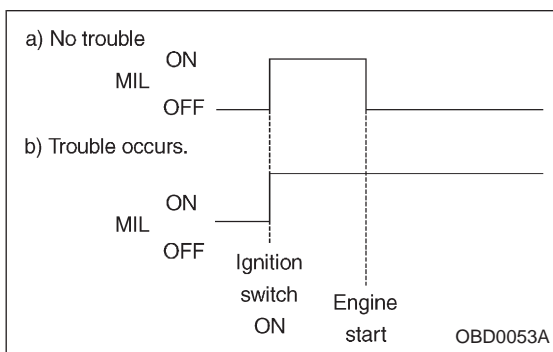 a) No trouble
ON
MIL
OFF
b) Trouble occurs.
ON
MIL
OFF
Ignition
switch
ON
Engine
start
OBD0053A